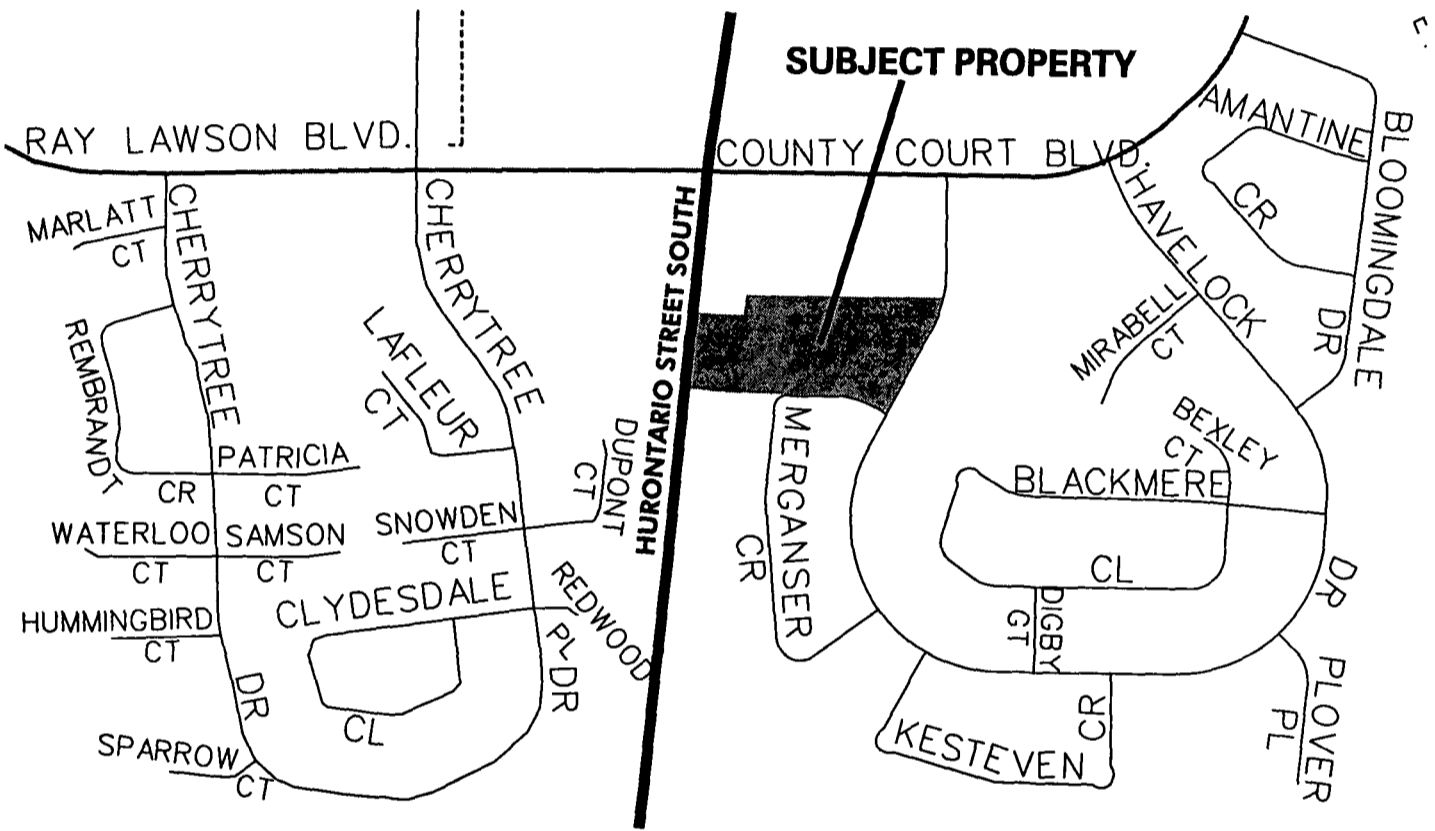 SUBJECT PROPERTY
RAY LAWSON BLVD.
COUNTY COURT BLVD.
AMANTINE
CR
BLOOMINGDALE
DR
MARLATT
CT
CHERRYTREE
CHERRYTREE
HURONTARIO STREET SOUTH
HAVELOCK
MIRABELL
CT
REMBRANDT
CR
LAFLEUR
CT
PATRICIA
CT
DUPONT
CT
MERGANSER
CR
BEXLEY
CT
BLACKMERE
CL
WATERLOO
CT
SAMSON
CT
SNOWDEN
CT
CLYDESDALE
CL
REDWOOD
PL
DR
HUMMINGBIRD
CT
DR
SPARROW
CT
DIGBY
GT
DR
PLOVER
PL
KESTEVEN
CR